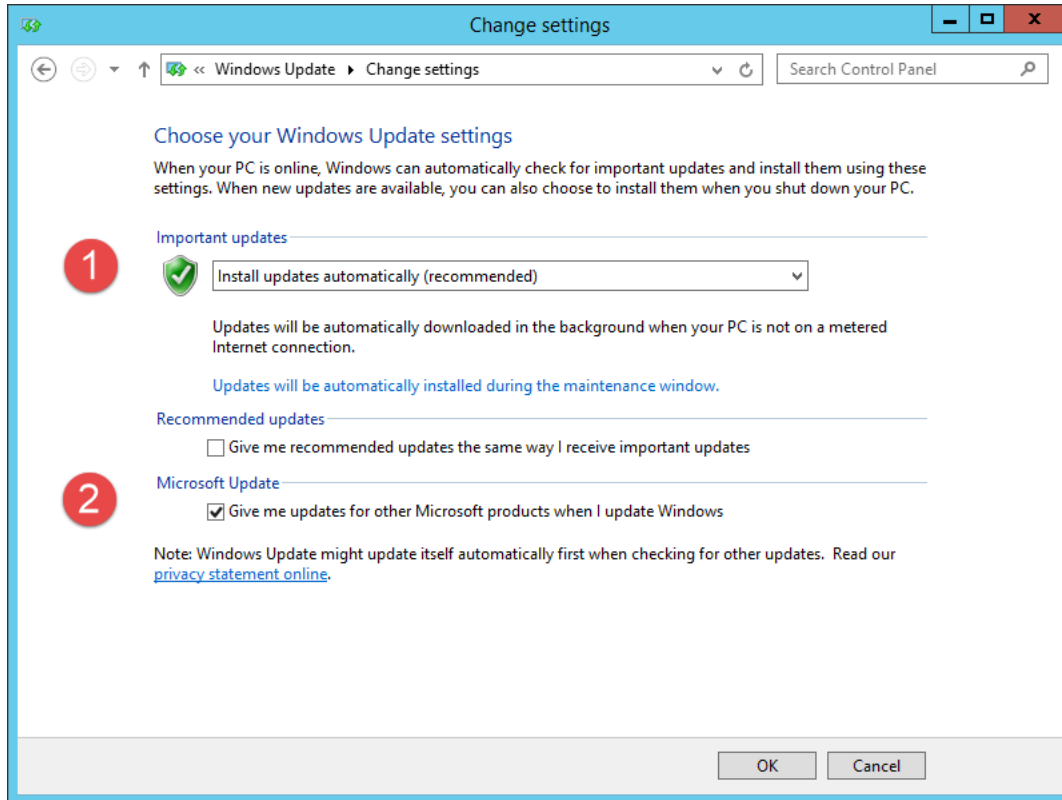 Change settings
« Windows Update ▸ Change settings
Search Control Panel
Choose your Windows Update settings
When your PC is online, Windows can automatically check for important updates and install them using these
settings. When new updates are available, you can also choose to install them when you shut down your PC.
Important updates
1
Install updates automatically (recommended)
Updates will be automatically downloaded in the background when your PC is not on a metered
Internet connection.
Updates will be automatically installed during the maintenance window.
Recommended updates
Give me recommended updates the same way I receive important updates
2
Microsoft Update
Give me updates for other Microsoft products when I update Windows
Note: Windows Update might update itself automatically first when checking for other updates.  Read our
privacy statement online.
OK
Cancel